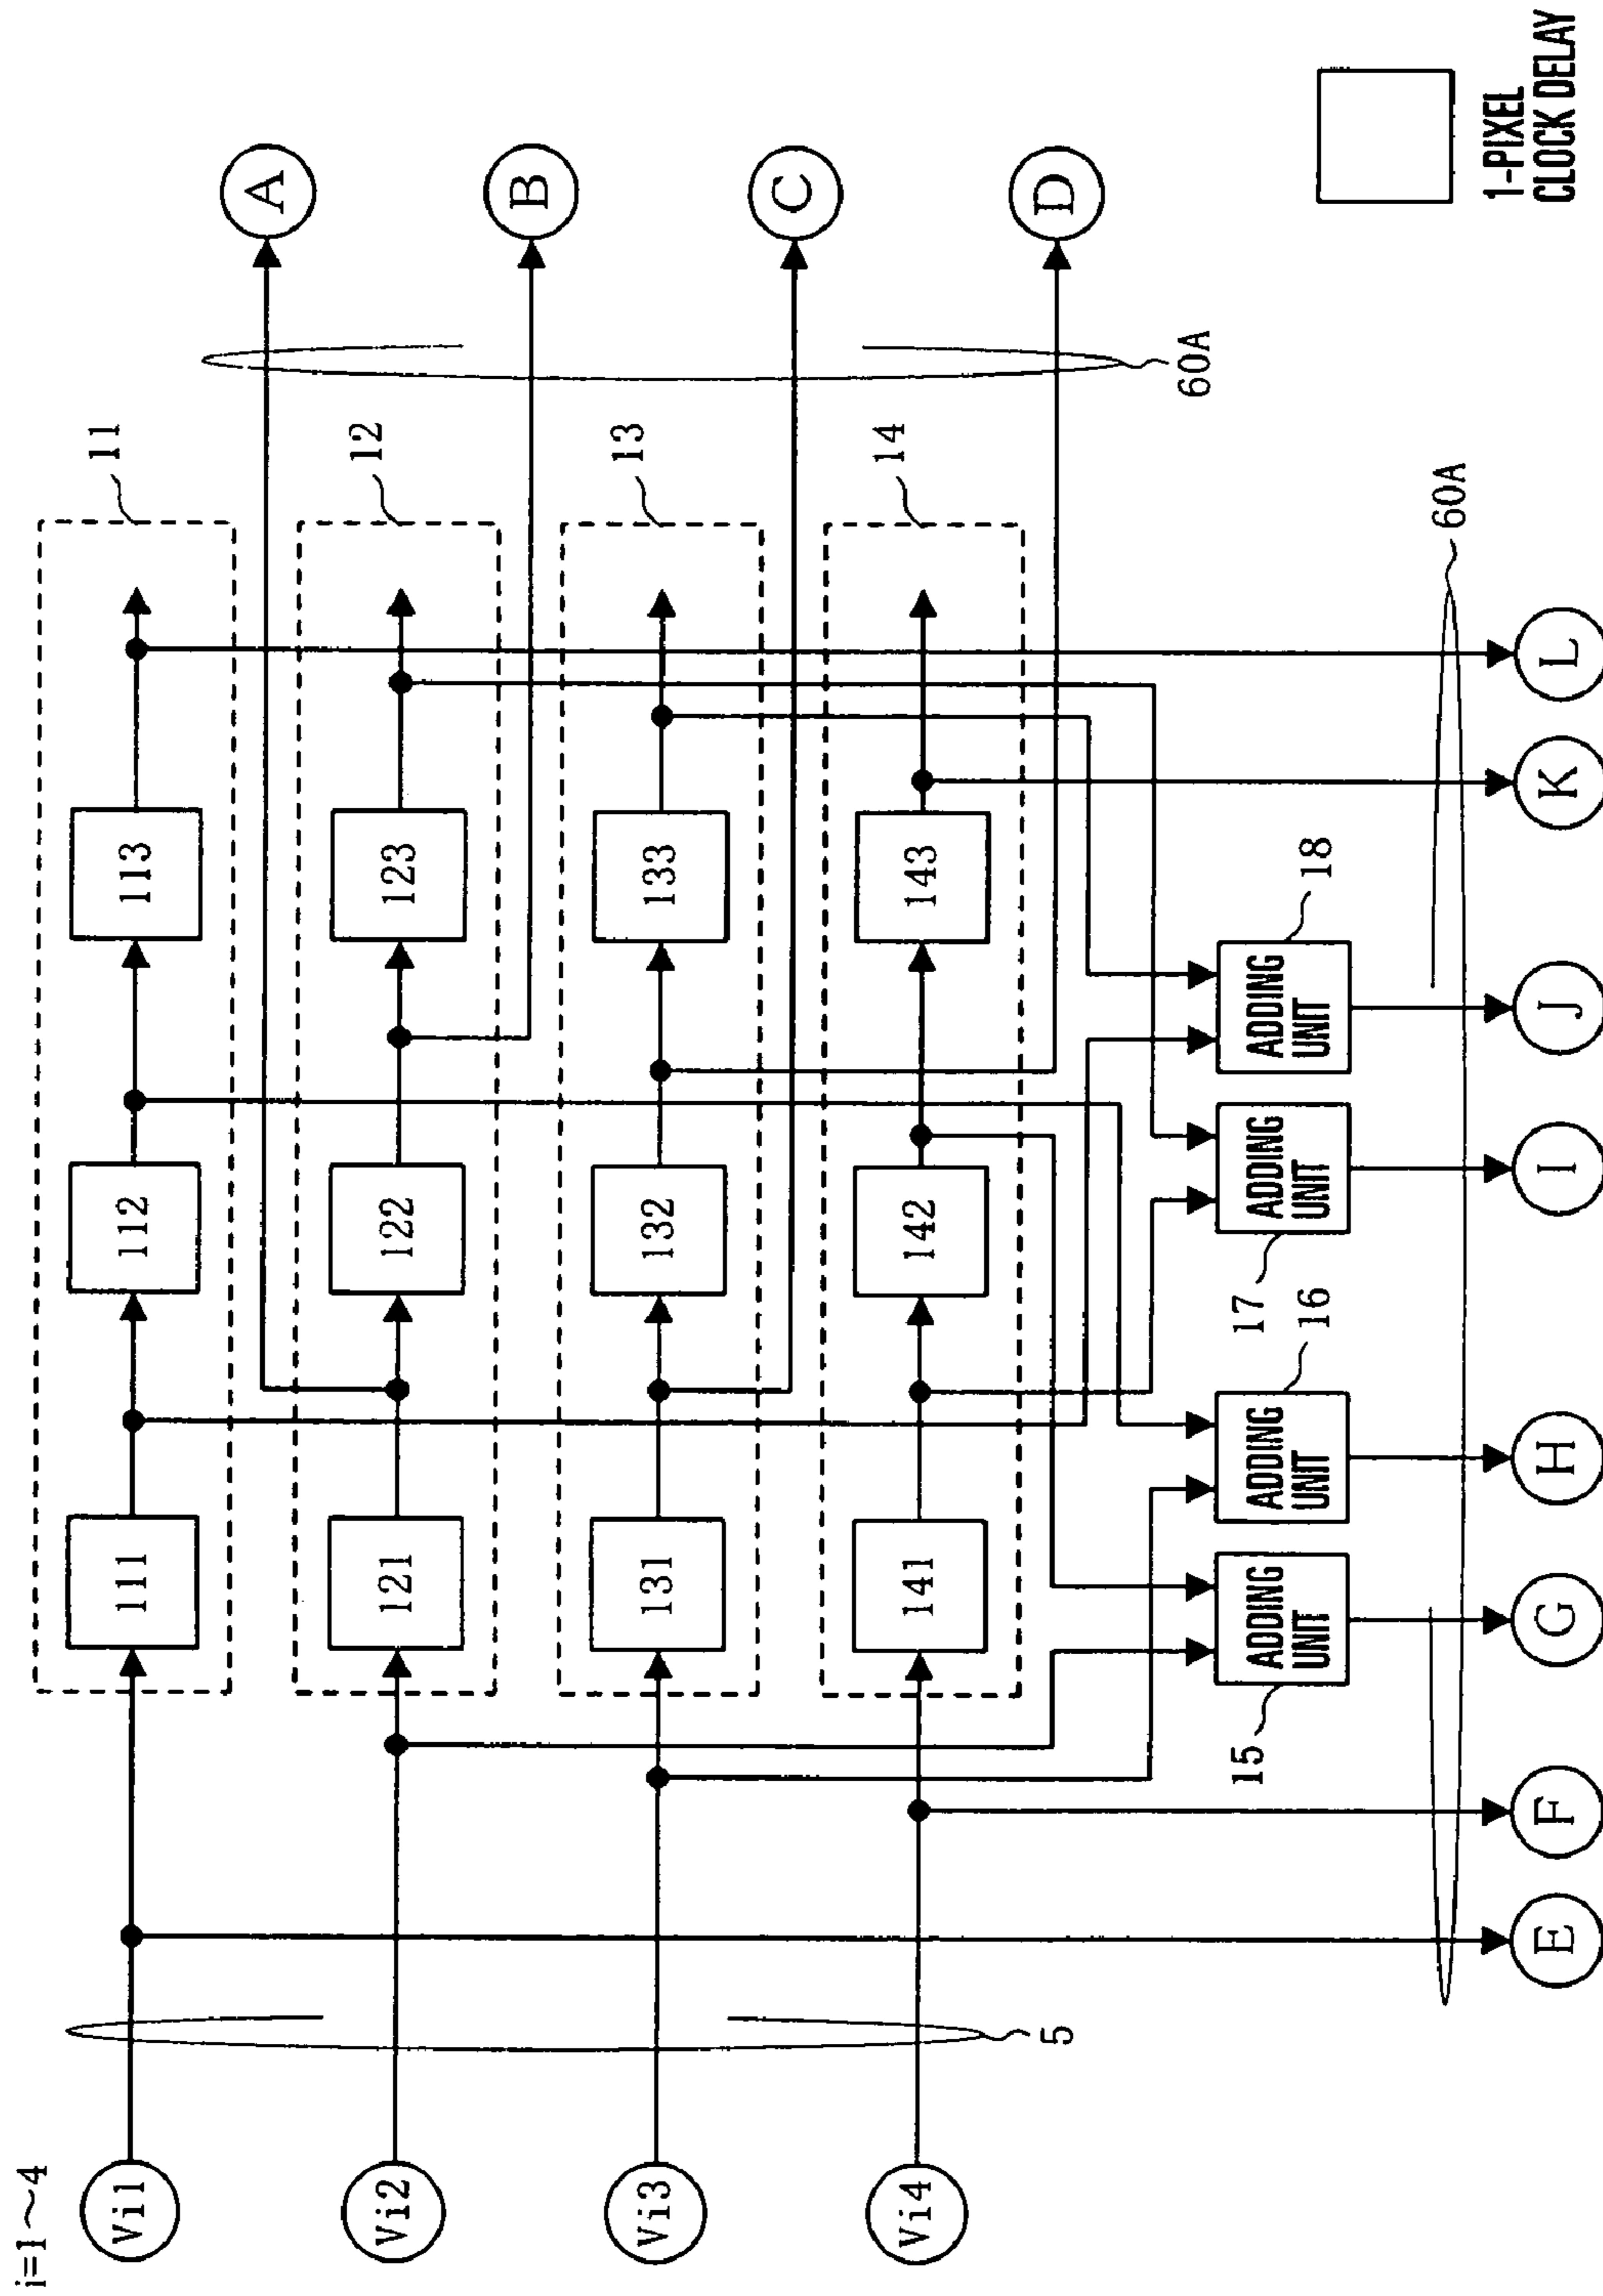 i=1~4
Vi1
111
112
113
11
A
Vi2
121
122
123
12
B
Vi3
131
132
133
13
C
Vi4
141
142
143
14
D
5
60A
15
ADDING
UNIT
16
ADDING
UNIT
17
ADDING
UNIT
18
ADDING
UNIT
60A
E
F
G
H
I
J
K
L
1-PIXEL
CLOCK DELAY